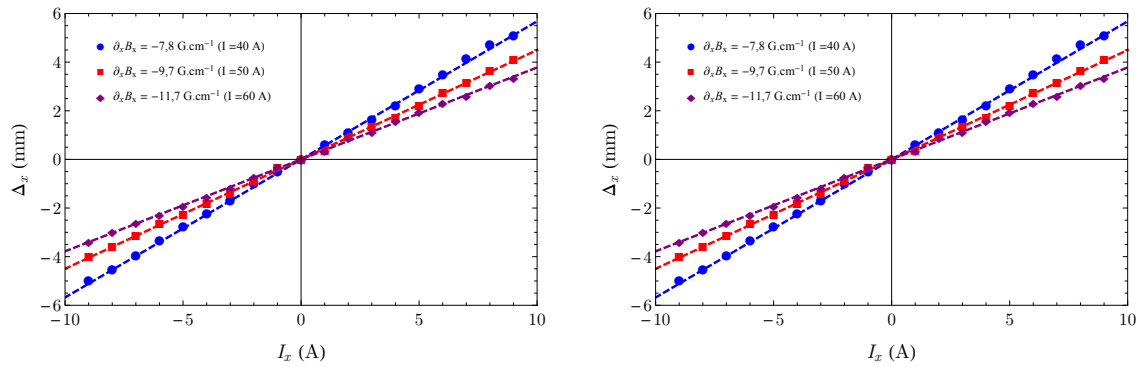 6
4
2
0
−2
−4
−6
−10
−5
0
5
10
Δx (mm)
Ix (A)
∂xBx = −7,8 G.cm⁻¹ (I =40 A)
∂xBx = −9,7 G.cm⁻¹ (I =50 A)
∂xBx = −11,7 G.cm⁻¹ (I =60 A)
6
4
2
0
−2
−4
−6
−10
−5
0
5
10
Δx (mm)
Ix (A)
∂xBx = −7,8 G.cm⁻¹ (I =40 A)
∂xBx = −9,7 G.cm⁻¹ (I =50 A)
∂xBx = −11,7 G.cm⁻¹ (I =60 A)